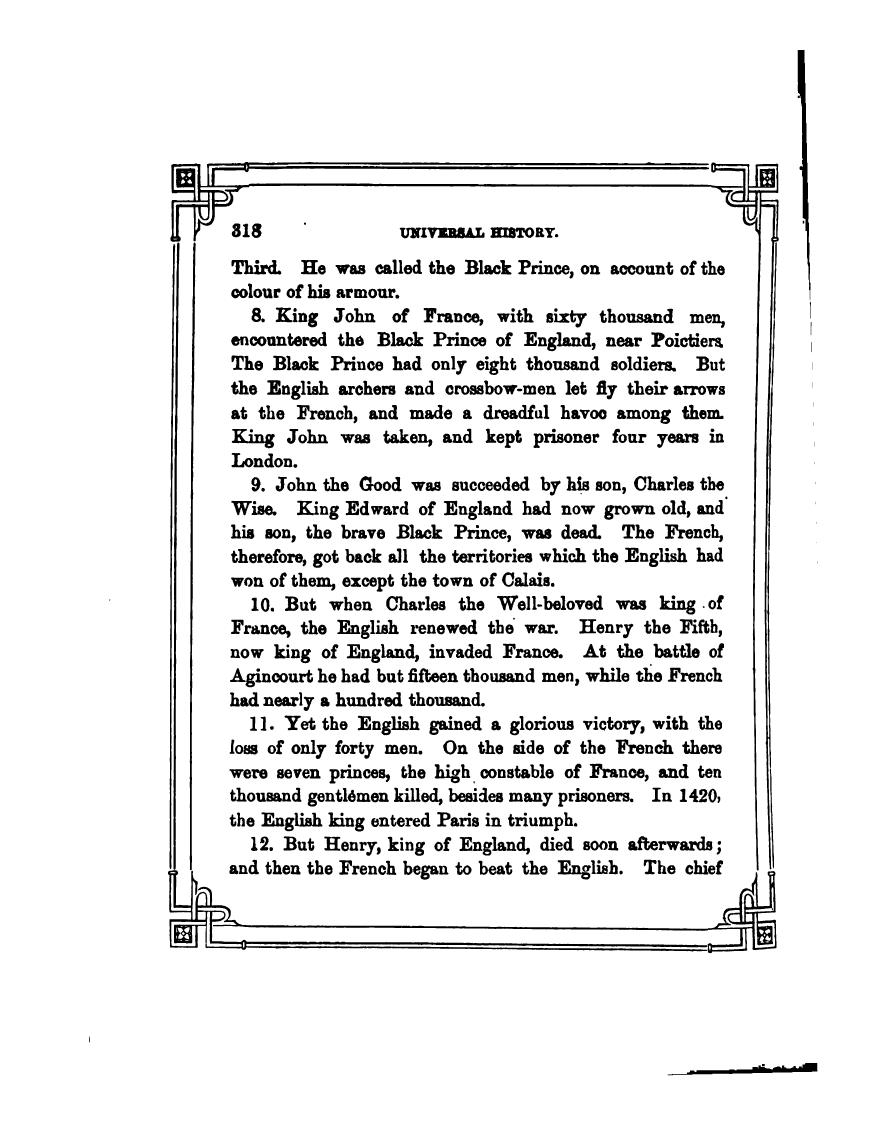 318 UNIVERSAL HISTORY.
Third. He was called the Black Prince, on account of the
colour of his armour.
8. King John of France, with sixty thousand men,
encountered the Black Prince of England, near Poictiers.
The Black Prince had only eight thousand soldiers. But
the English archers and crossbow-men let fly their arrows
at the French, and made a dreadful havoc among them.
King John was taken, and kept prisoner four years in
London.
9. John the Good was succeeded by his son, Charles the
Wise. King Edward of England had now grown old, and
his son, the brave Black Prince, was dead. The French,
therefore, got back all the territories which the English had
won of them, except the town of Calais.
10. But when Charles the Well-beloved was king of
France, the English renewed the war. Henry the Fifth,
now king of England, invaded France. At the battle of
Agincourt he had but fifteen thousand men, while the French
had nearly a hundred thousand.
11. Yet the English gained a glorious victory, with the
loss of only forty men. On the side of the French there
were seven princes, the high constable of France, and ten
thousand gentlemen killed, besides many prisoners. In 1420,
the English king entered Paris in triumph.
12. But Henry, king of England, died soon afterwards;
and then the French began to beat the English. The chief